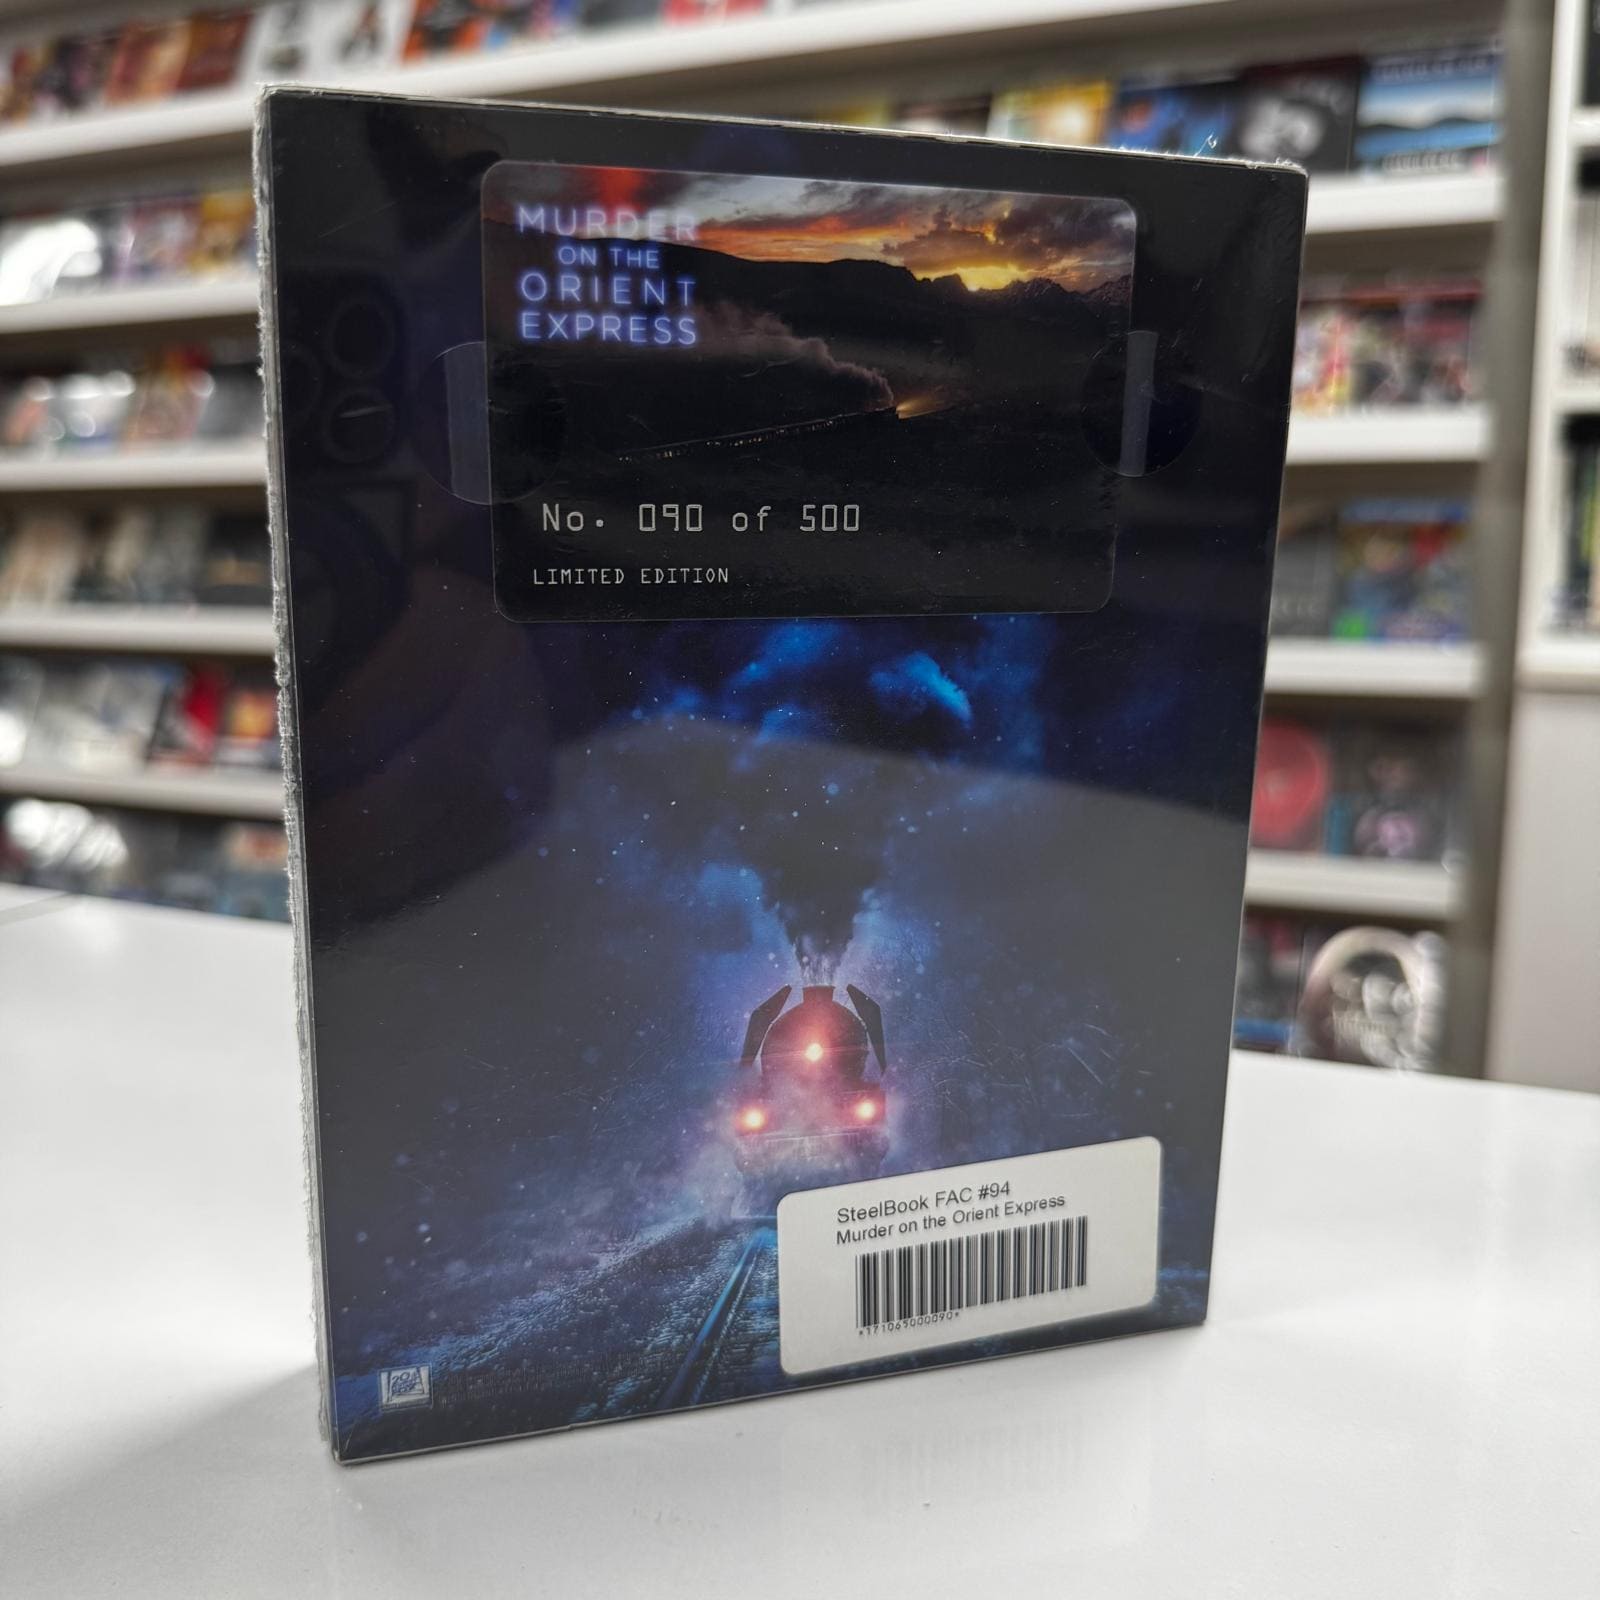 MURDER
ON THE
ORIENT
EXPRESS
No. 090 of 500
LIMITED EDITION
SteelBook FAC #94
Murder on the Orient Express
*171065000090*